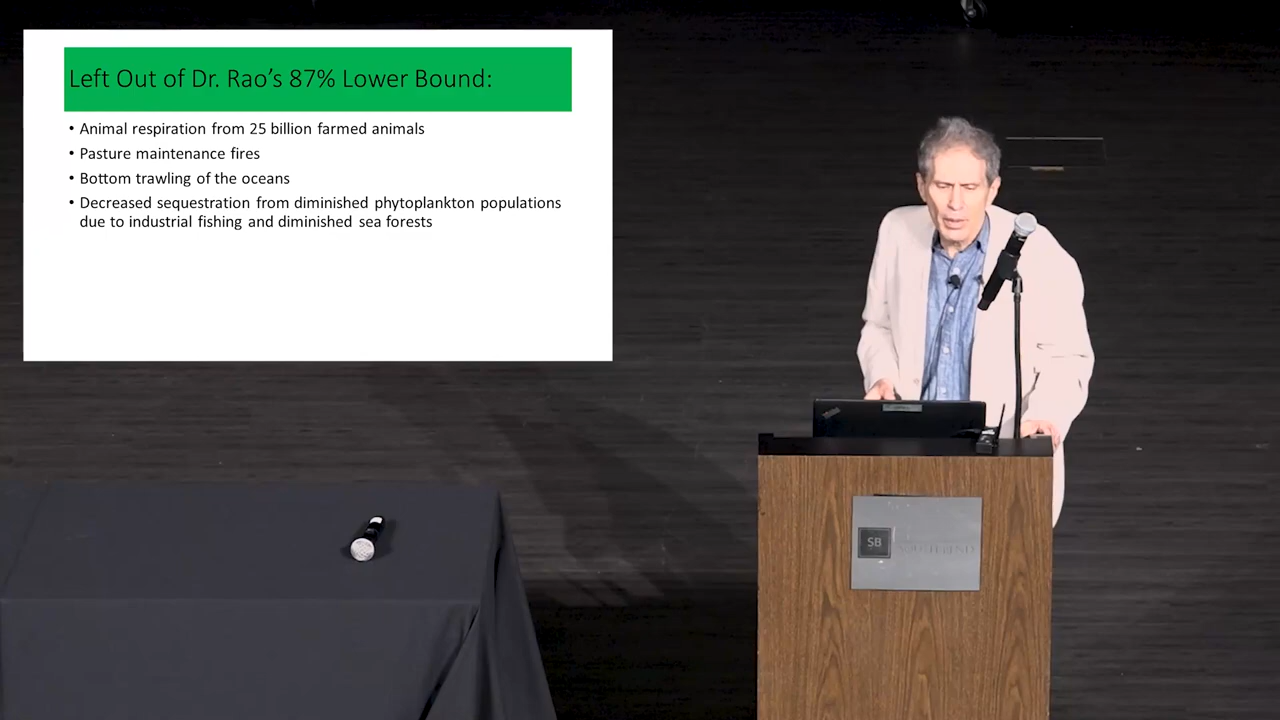 Left Out of Dr. Rao's 87% Lower Bound:
• Animal respiration from 25 billion farmed animals
• Pasture maintenance fires
• Bottom trawling of the oceans
• Decreased sequestration from diminished phytoplankton populations
due to industrial fishing and diminished sea forests
SB